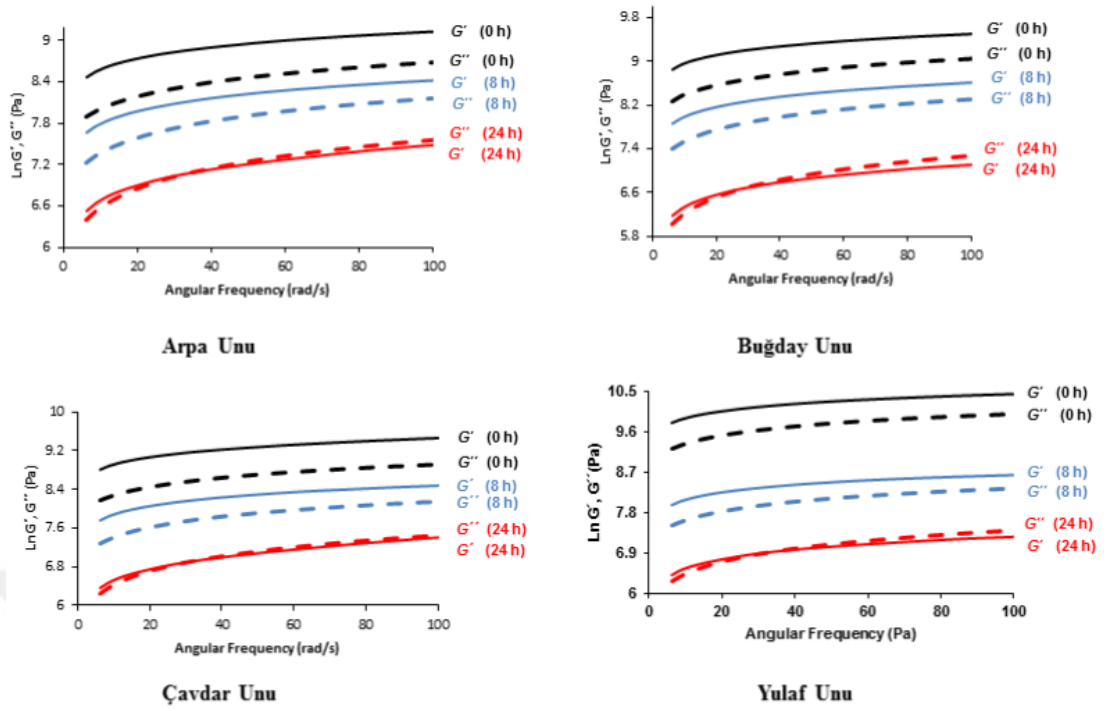 LnG′, G″ (Pa)
9
8.4
7.8
7.2
6.6
6
0 20 40 60 80 100
Angular Frequency (rad/s)
G′ (0 h)
G″ (0 h)
G′ (8 h)
G″ (8 h)
G″ (24 h)
G′ (24 h)
Arpa Unu
LnG′, G″ (Pa)
9.8
9
8.2
7.4
6.6
5.8
0 20 40 60 80 100
Angular Frequency (rad/s)
G′ (0 h)
G″ (0 h)
G′ (8 h)
G″ (8 h)
G″ (24 h)
G′ (24 h)
Buğday Unu
LnG′, G″ (Pa)
10
9.2
8.4
7.6
6.8
6
0 20 40 60 80 100
Angular Frequency (rad/s)
G′ (0 h)
G″ (0 h)
G′ (8 h)
G″ (8 h)
G″ (24 h)
G′ (24 h)
Çavdar Unu
Ln G′, G″ (Pa)
10.5
9.6
8.7
7.8
6.9
6
0 20 40 60 80 100
Angular Frequency (Pa)
G′ (0 h)
G″ (0 h)
G′ (8 h)
G″ (8 h)
G″ (24 h)
G′ (24 h)
Yulaf Unu